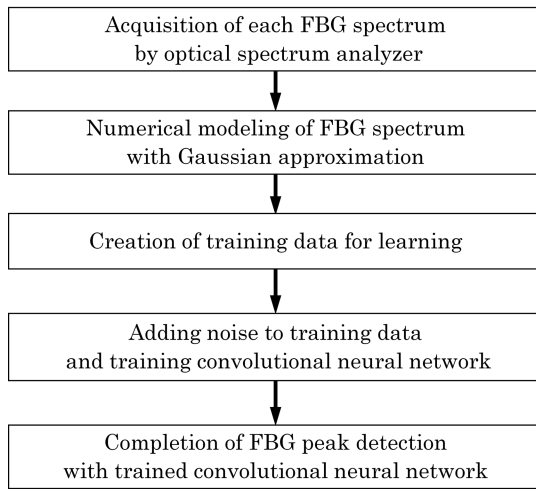 Acquisition of each FBG spectrum
by optical spectrum analyzer
Numerical modeling of FBG spectrum
with Gaussian approximation
Creation of training data for learning
Adding noise to training data
and training convolutional neural network
Completion of FBG peak detection
with trained convolutional neural network